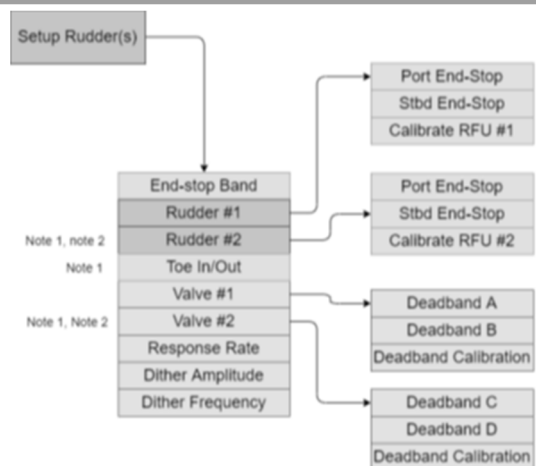 Setup Rudder(s)
Port End-Stop
Stbd End-Stop
Calibrate RFU #1
End-stop Band
Rudder #1
Note 1, note 2
Rudder #2
Note 1
Toe In/Out
Valve #1
Note 1, Note 2
Valve #2
Response Rate
Dither Amplitude
Dither Frequency
Port End-Stop
Stbd End-Stop
Calibrate RFU #2
Deadband A
Deadband B
Deadband Calibration
Deadband C
Deadband D
Deadband Calibration